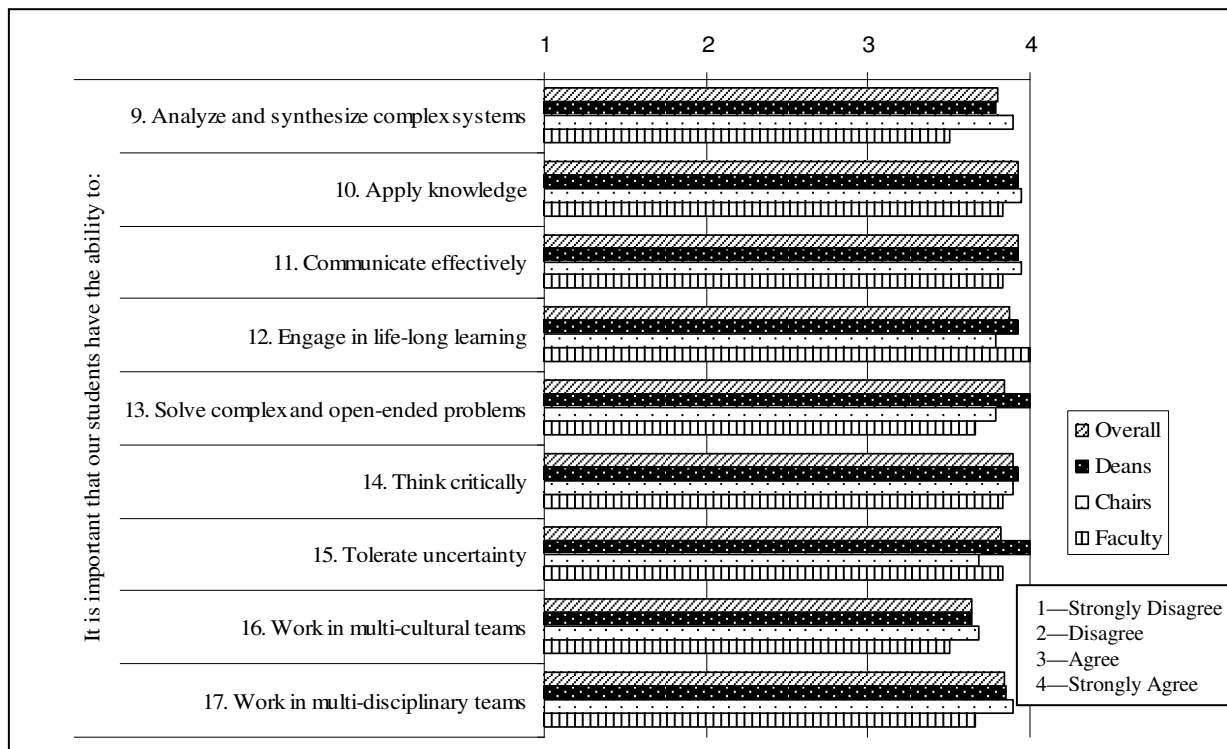 1 2 3 4
It is important that our students have the ability to:
9. Analyze and synthesize complex systems
10. Apply knowledge
11. Communicate effectively
12. Engage in life-long learning
13. Solve complex and open-ended problems
14. Think critically
15. Tolerate uncertainty
16. Work in multi-cultural teams
17. Work in multi-disciplinary teams
Overall
Deans
Chairs
Faculty
1—Strongly Disagree
2—Disagree
3—Agree
4—Strongly Agree